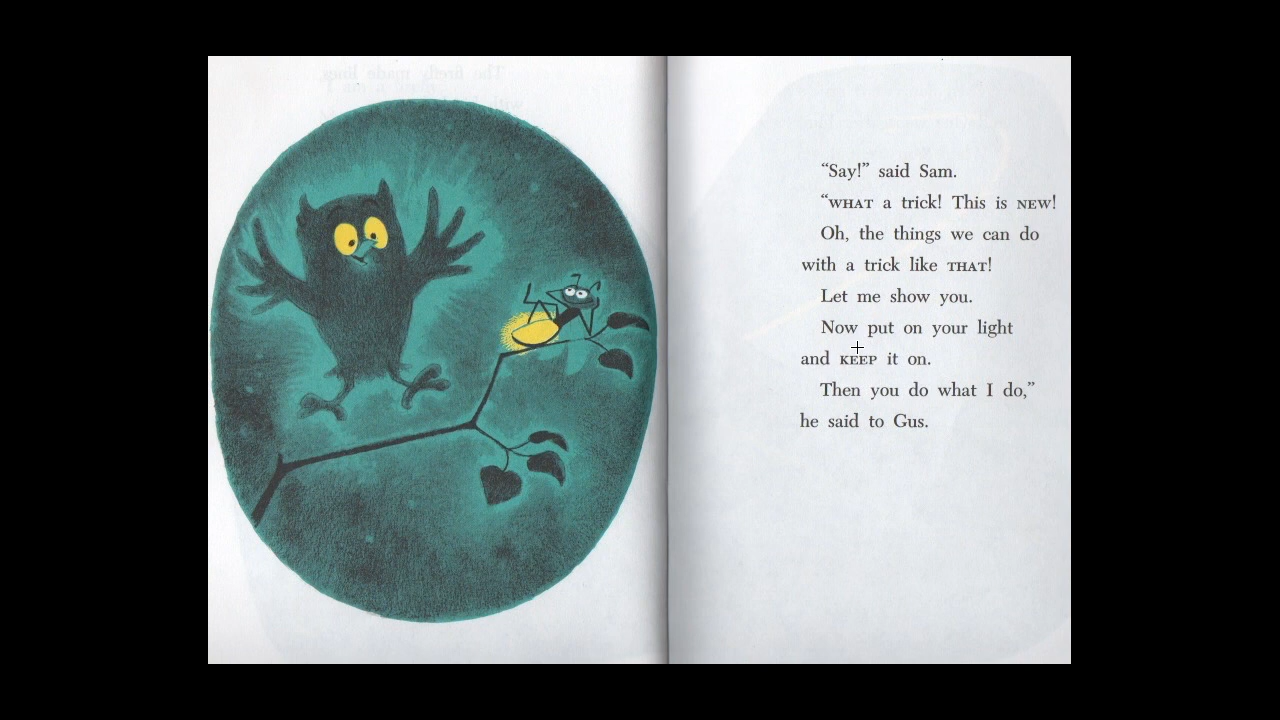 “Say!” said Sam.
“WHAT a trick! This is NEW!
Oh, the things we can do
with a trick like THAT!
Let me show you.
Now put on your light
and KEEP it on.
Then you do what I do,”
he said to Gus.